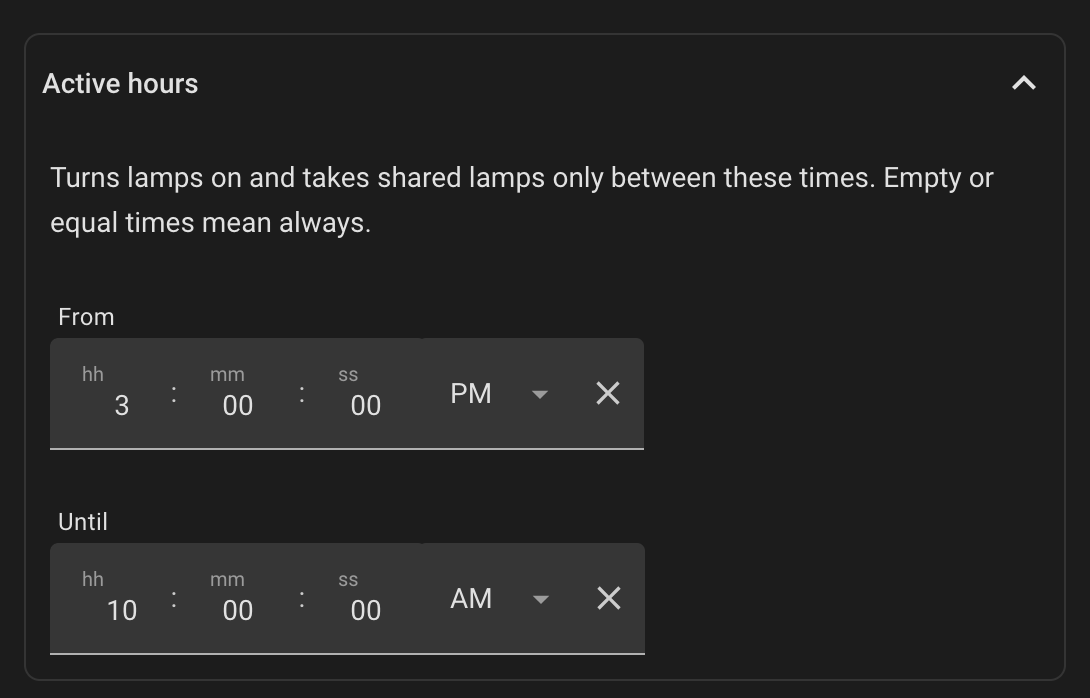 Active hours
Turns lamps on and takes shared lamps only between these times. Empty or
equal times mean always.
From
hh mm ss
3 : 00 : 00 PM
Until
hh mm ss
10 : 00 : 00 AM